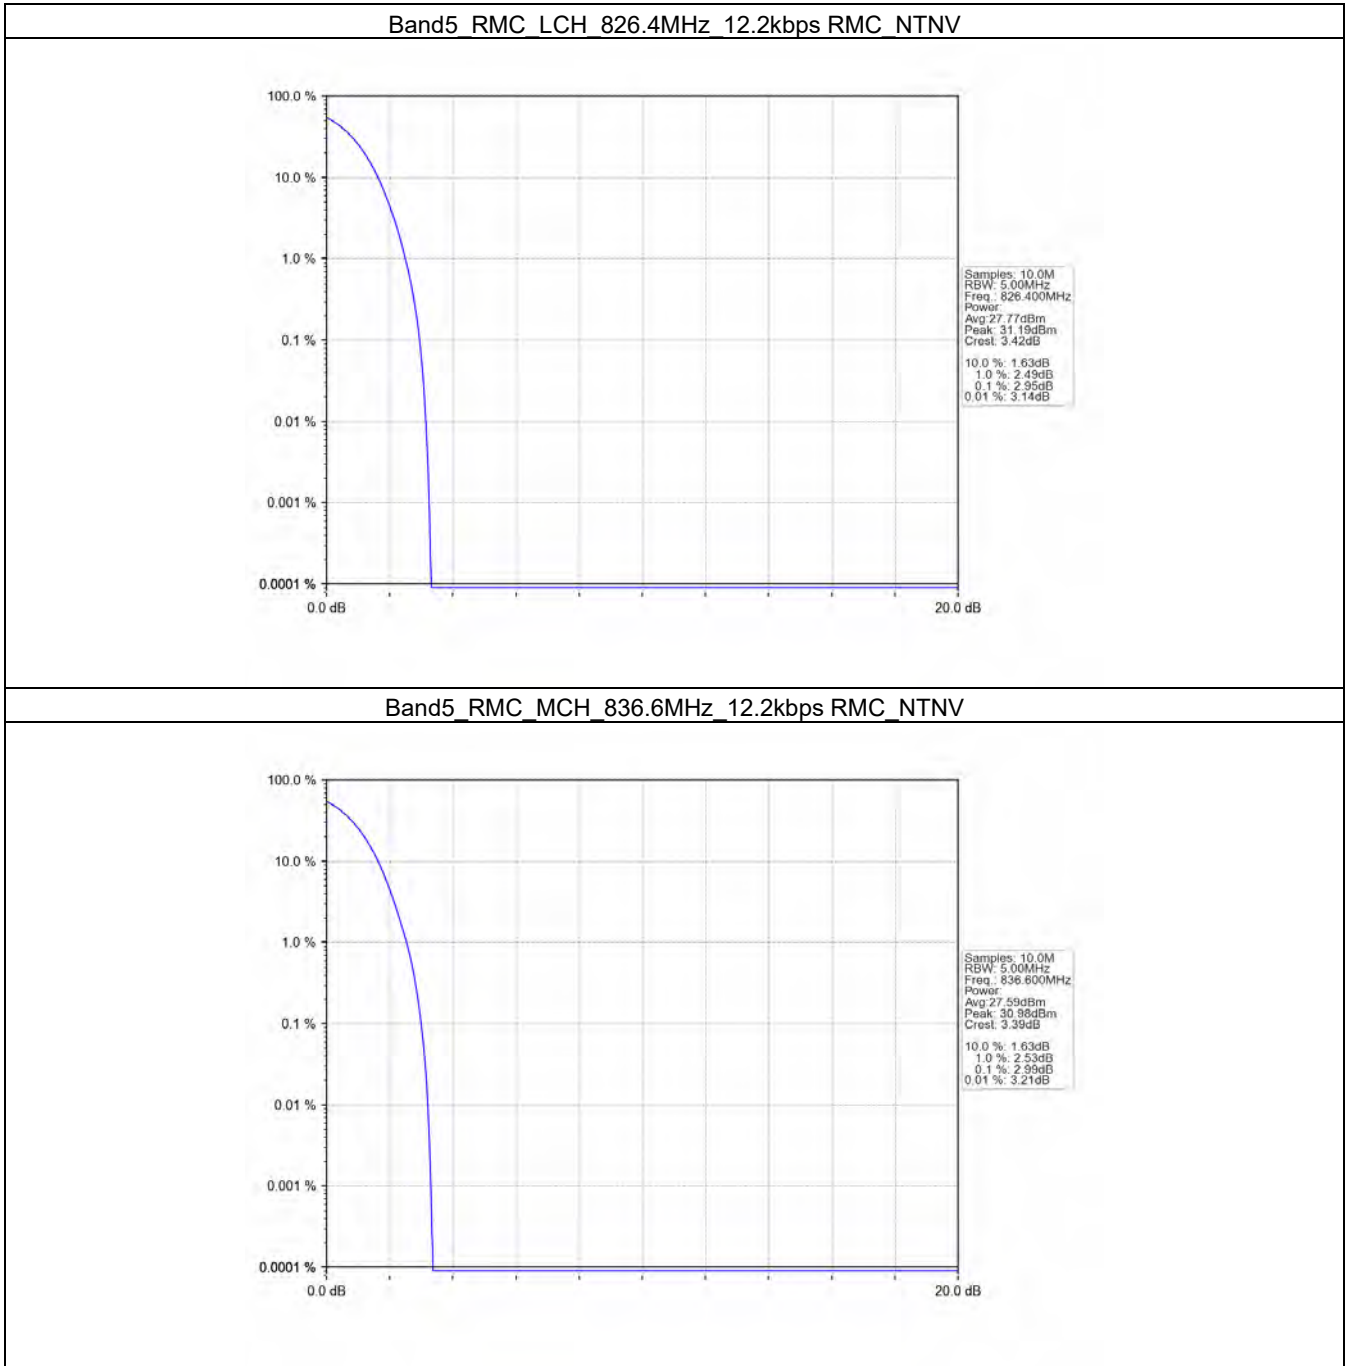 Band5_RMC_LCH_826.4MHz_12.2kbps RMC_NTNV
100.0 %
10.0 %
1.0 %
0.1 %
0.01 %
0.001 %
0.0001 %
0.0 dB
20.0 dB
Samples: 10.0M
RBW: 5.00MHz
Freq.: 826.400MHz
Power:
Avg:27.77dBm
Peak: 31.19dBm
Crest: 3.42dB
10.0 %: 1.63dB
1.0 %: 2.49dB
0.1 %: 2.95dB
0.01 %: 3.14dB
Band5_RMC_MCH_836.6MHz_12.2kbps RMC_NTNV
100.0 %
10.0 %
1.0 %
0.1 %
0.01 %
0.001 %
0.0001 %
0.0 dB
20.0 dB
Samples: 10.0M
RBW: 5.00MHz
Freq.: 836.600MHz
Power:
Avg:27.59dBm
Peak: 30.98dBm
Crest: 3.39dB
10.0 %: 1.63dB
1.0 %: 2.53dB
0.1 %: 2.99dB
0.01 %: 3.21dB